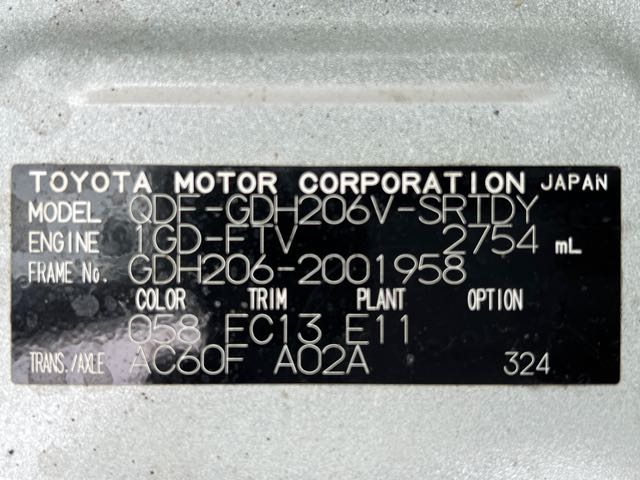 TOYOTA MOTOR CORPORATION JAPAN
MODEL QDF-GDH206V-SRTDY
ENGINE 1GD-FTV 2754 mL
FRAME No. GDH206-2001958
COLOR TRIM PLANT OPTION
058 FC13 E11
TRANS./AXLE AC60F A02A 324